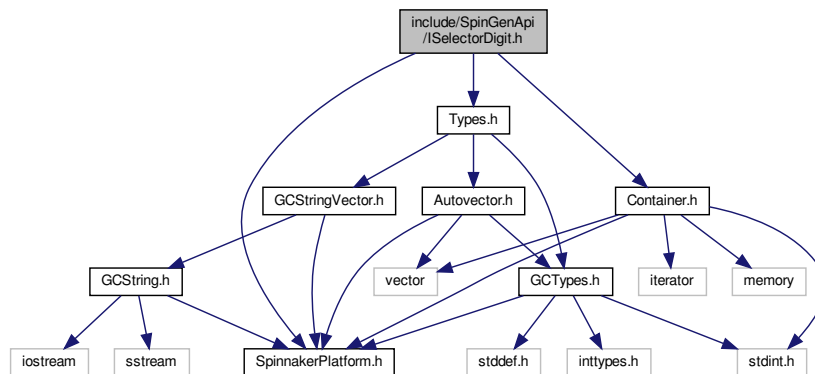 include/SpinGenApi
/ISelectorDigit.h
Types.h
GCStringVector.h
Autovector.h
Container.h
GCString.h
vector
GCTypes.h
iterator
memory
iostream
sstream
SpinnakerPlatform.h
stddef.h
inttypes.h
stdint.h